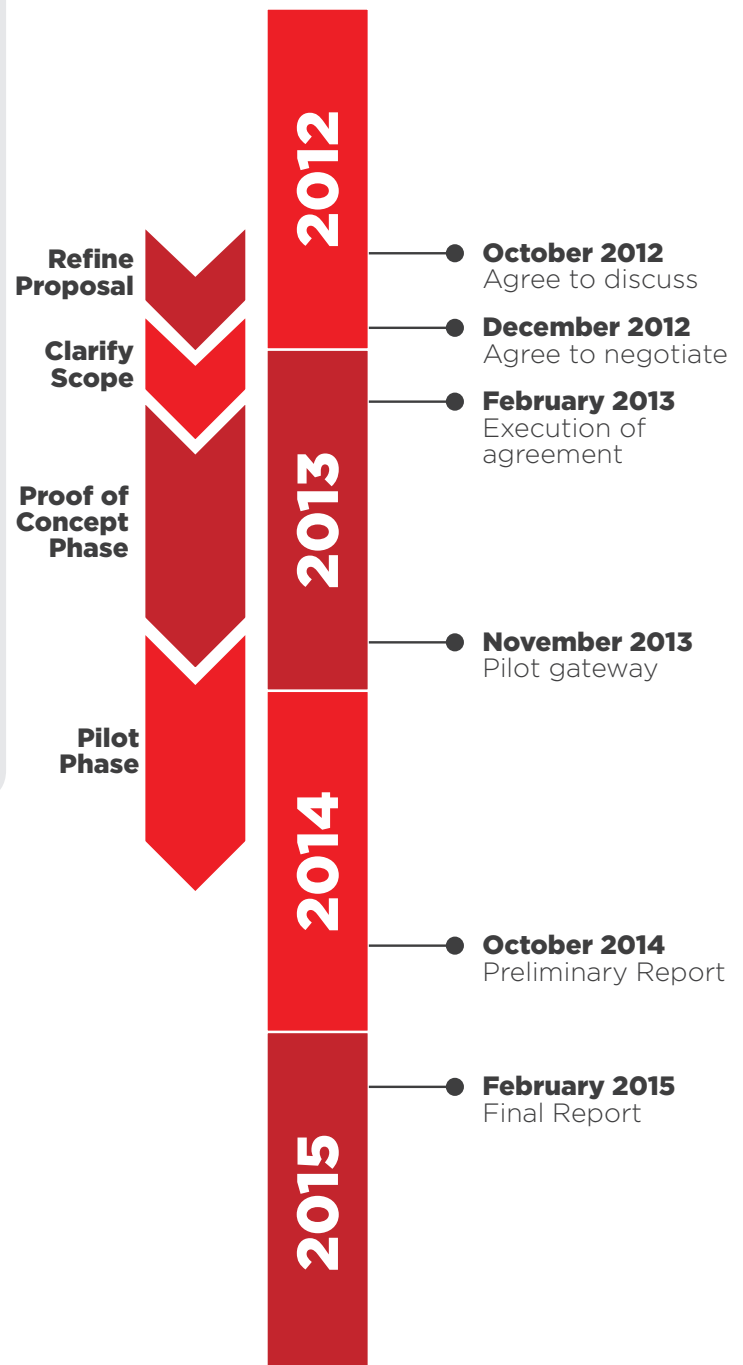 2012
Refine
Proposal
October 2012
Agree to discuss
Clarify
Scope
December 2012
Agree to negotiate
February 2013
Execution of
agreement
2013
Proof of
Concept
Phase
November 2013
Pilot gateway
Pilot
Phase
2014
October 2014
Preliminary Report
February 2015
Final Report
2015